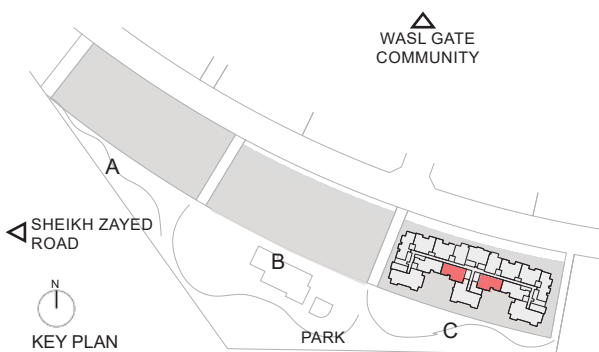 WASL GATE
COMMUNITY
A
SHEIKH ZAYED
ROAD
B
N
KEY PLAN
PARK
C